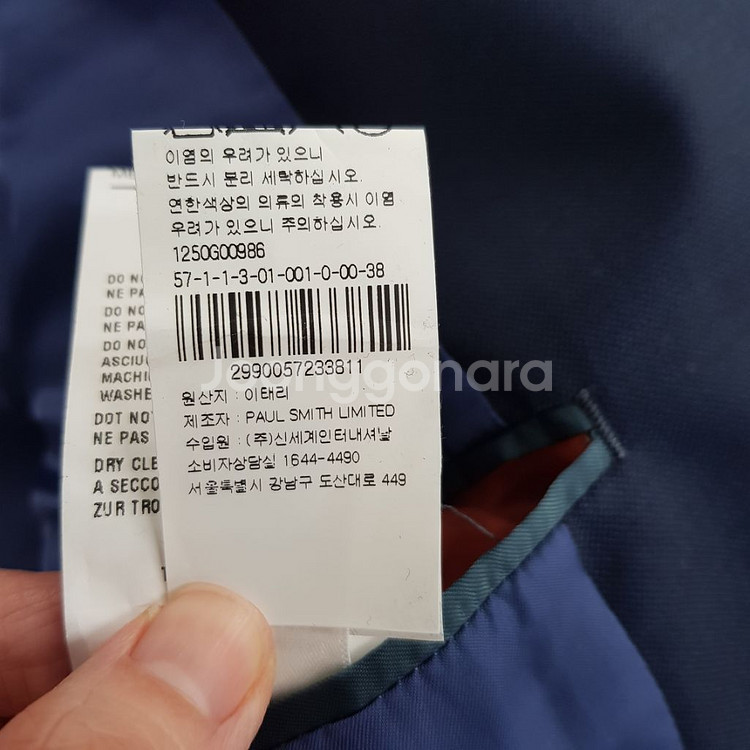 이염의 우려가 있으니
반드시 분리 세탁하십시오.
연한색상의 의류의 착용시 이염
우려가 있으니 주의하십시오.
1250G00986
57-1-1-3-01-001-0-00-38
2990057233811
원산지 : 이태리
제조자 : PAUL SMITH LIMITED
수입원 : (주)신세계인터내셔날
소비자상담실 1644-4490
서울특별시 강남구 도산대로 449
Joonggonara
DO
NE PA
DO
NE PA
DO
MACHI
WASHE
DOT NO
NE PAS
DRY CLE
A SECCO
ZUR TRO